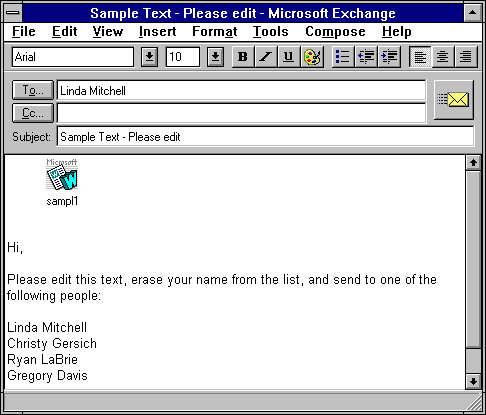 Sample Text - Please edit - Microsoft Exchange
File Edit View Insert Format Tools Compose Help
Arial 10 B I U
To... Linda Mitchell
Cc...
Subject: Sample Text - Please edit
Microsoft
W
sampl1
Hi,
Please edit this text, erase your name from the list, and send to one of the
following people:
Linda Mitchell
Christy Gersich
Ryan LaBrie
Gregory Davis